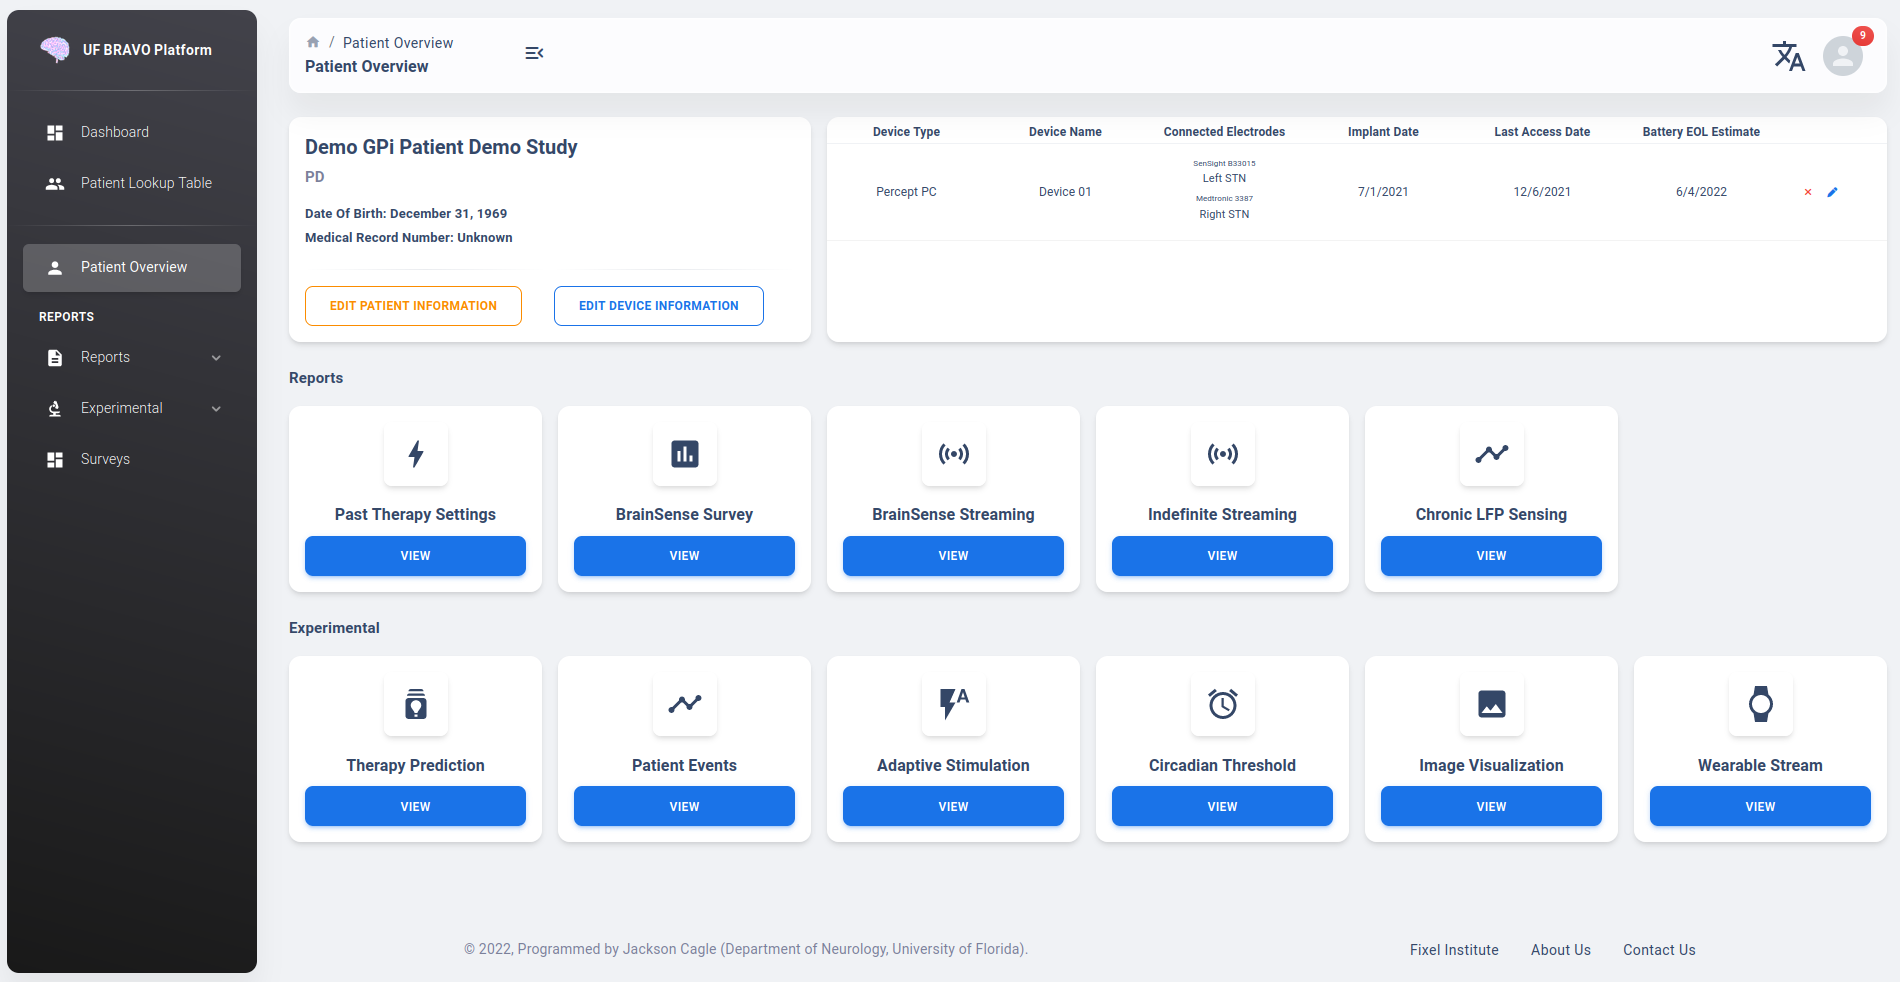 UF BRAVO Platform
Dashboard
Patient Lookup Table
Patient Overview
REPORTS
Reports
Experimental
Surveys
/ Patient Overview
Patient Overview
9
Demo GPi Patient Demo Study
PD
Date Of Birth: December 31, 1969
Medical Record Number: Unknown
EDIT PATIENT INFORMATION EDIT DEVICE INFORMATION
Device Type Device Name Connected Electrodes Implant Date Last Access Date Battery EOL Estimate
SenSight B33015
Left STN
Percept PC Device 01 7/1/2021 12/6/2021 6/4/2022
Medtronic 3387
Right STN
Reports
Past Therapy Settings BrainSense Survey BrainSense Streaming Indefinite Streaming Chronic LFP Sensing
VIEW VIEW VIEW VIEW VIEW
Experimental
Therapy Prediction Patient Events Adaptive Stimulation Circadian Threshold Image Visualization Wearable Stream
VIEW VIEW VIEW VIEW VIEW VIEW
© 2022, Programmed by Jackson Cagle (Department of Neurology, University of Florida).
Fixel Institute About Us Contact Us